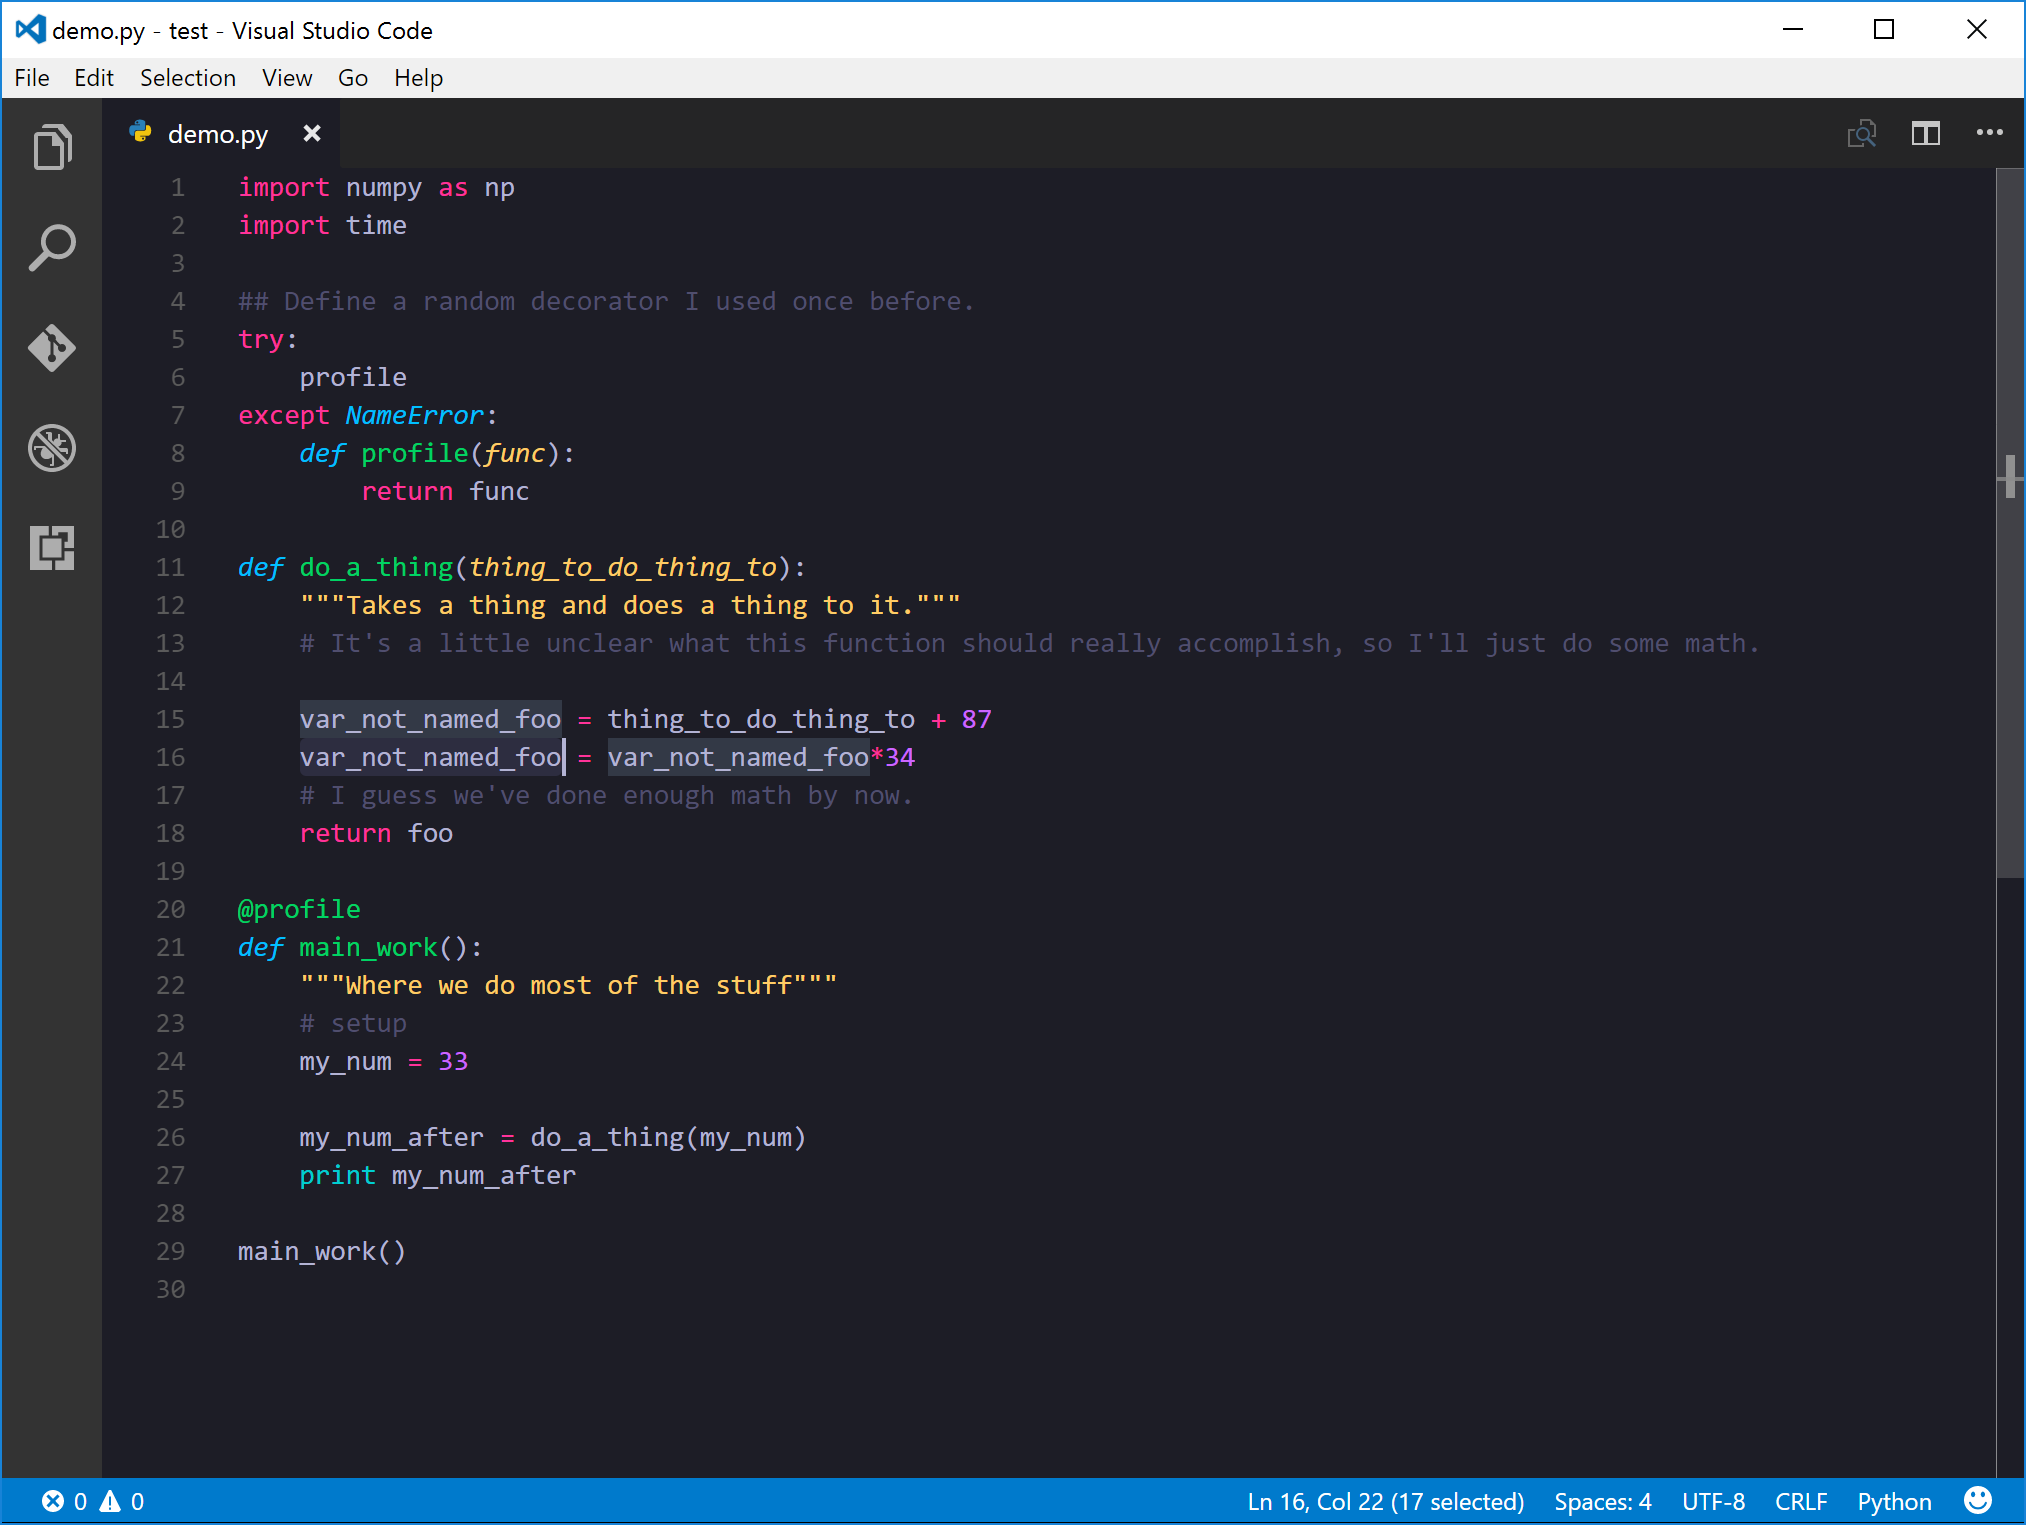 demo.py - test - Visual Studio Code
File Edit Selection View Go Help
demo.py
1 import numpy as np
2 import time
3
4 ## Define a random decorator I used once before.
5 try:
6     profile
7 except NameError:
8     def profile(func):
9         return func
10
11 def do_a_thing(thing_to_do_thing_to):
12     """Takes a thing and does a thing to it."""
13     # It's a little unclear what this function should really accomplish, so I'll just do some math.
14
15     var_not_named_foo = thing_to_do_thing_to + 87
16     var_not_named_foo = var_not_named_foo*34
17     # I guess we've done enough math by now.
18     return foo
19
20 @profile
21 def main_work():
22     """Where we do most of the stuff"""
23     # setup
24     my_num = 33
25
26     my_num_after = do_a_thing(my_num)
27     print my_num_after
28
29 main_work()
30
0 0 Ln 16, Col 22 (17 selected) Spaces: 4 UTF-8 CRLF Python